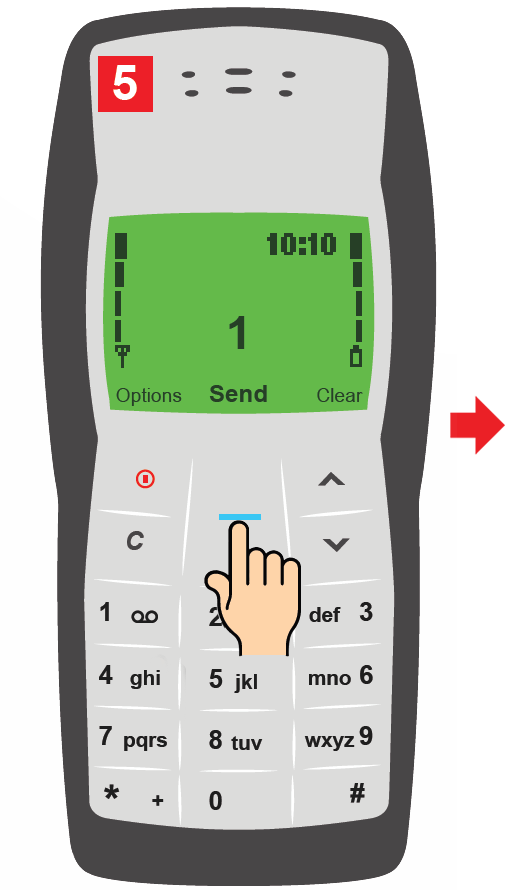 5
10:10
1
Options Send Clear
C
1 2 def 3
4 ghi 5 jkl mno 6
7 pqrs 8 tuv wxyz 9
* + 0 #